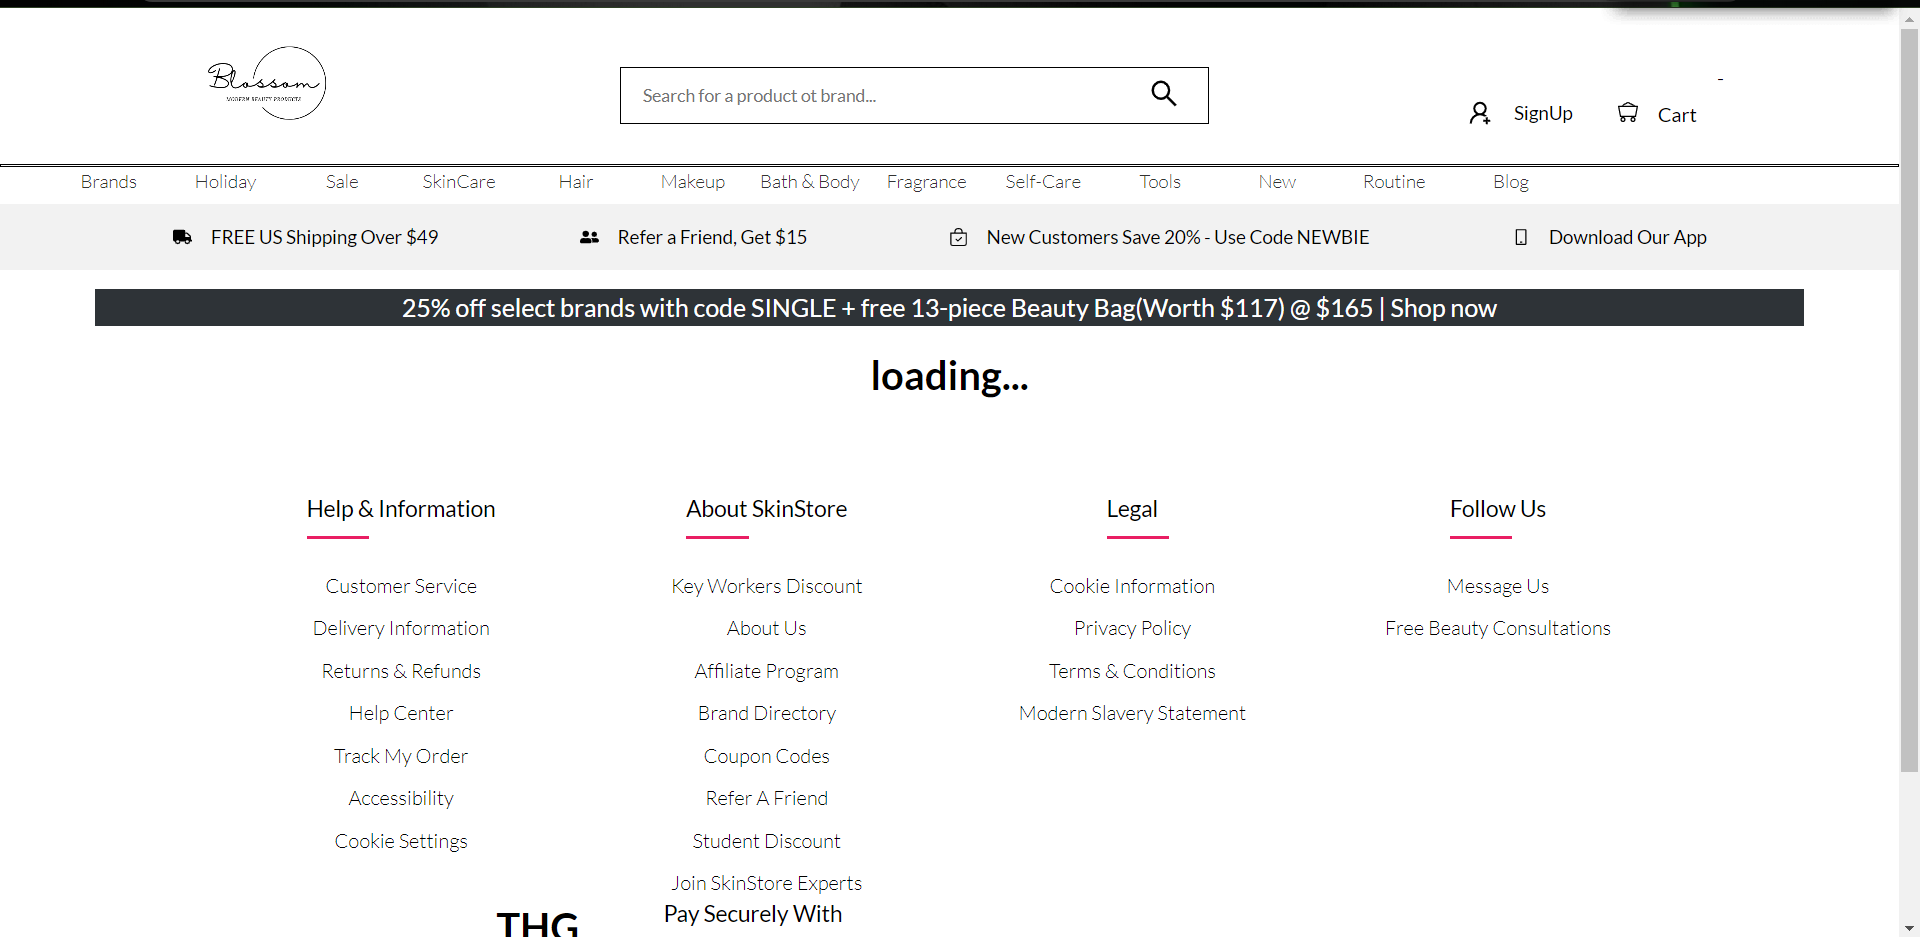 Blossom
MODERN BEAUTY PRODUCTS
Search for a product ot brand...
SignUp
Cart
Brands Holiday Sale SkinCare Hair Makeup Bath & Body Fragrance Self-Care Tools New Routine Blog
FREE US Shipping Over $49 Refer a Friend, Get $15 New Customers Save 20% - Use Code NEWBIE Download Our App
25% off select brands with code SINGLE + free 13-piece Beauty Bag(Worth $117) @ $165 | Shop now
loading...
Help & Information
Customer Service
Delivery Information
Returns & Refunds
Help Center
Track My Order
Accessibility
Cookie Settings
About SkinStore
Key Workers Discount
About Us
Affiliate Program
Brand Directory
Coupon Codes
Refer A Friend
Student Discount
Join SkinStore Experts
Legal
Cookie Information
Privacy Policy
Terms & Conditions
Modern Slavery Statement
Follow Us
Message Us
Free Beauty Consultations
THG
Pay Securely With